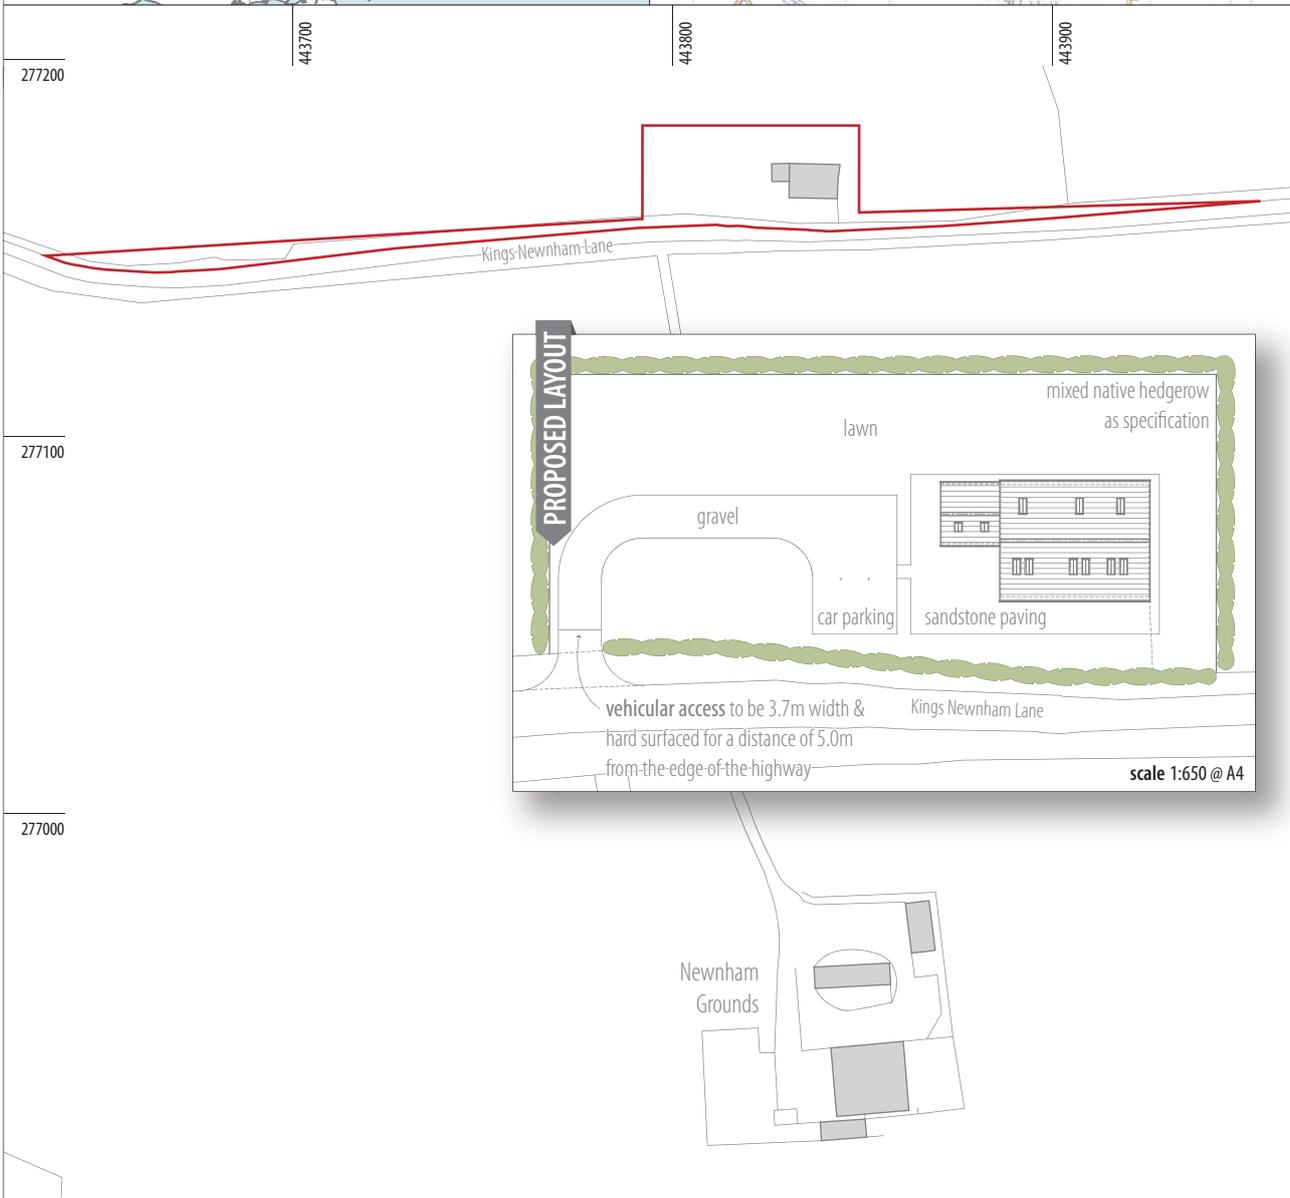 443700
443800
443900
277200
Kings Newnham Lane
277100
PROPOSED LAYOUT
mixed native hedgerow
as specification
lawn
gravel
car parking
sandstone paving
vehicular access to be 3.7m width &
hard surfaced for a distance of 5.0m
from the edge of the highway
Kings Newnham Lane
scale 1:650 @ A4
277000
Newnham
Grounds